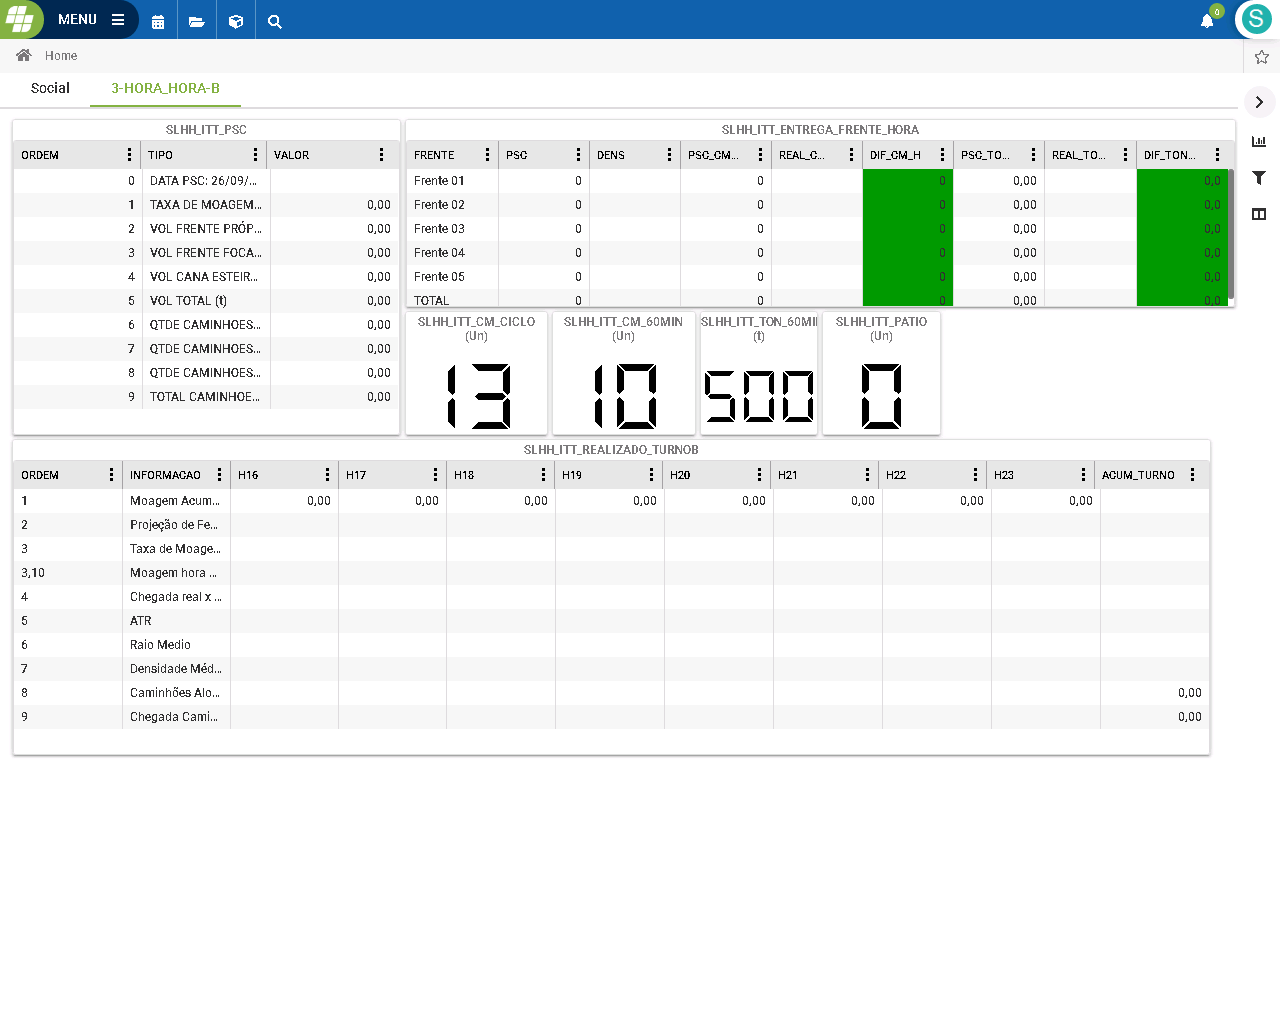 MENU
0
S
Home
Social
3-HORA_HORA-B
SLHH_ITT_PSC
ORDEM TIPO VALOR
0 DATA PSC: 26/09/...
1 TAXA DE MOAGEM... 0,00
2 VOL FRENTE PRÓP... 0,00
3 VOL FRENTE FOCA... 0,00
4 VOL CANA ESTEIR... 0,00
5 VOL TOTAL (t) 0,00
6 QTDE CAMINHOES... 0,00
7 QTDE CAMINHOES... 0,00
8 QTDE CAMINHOES... 0,00
9 TOTAL CAMINHOE... 0,00
SLHH_ITT_ENTREGA_FRENTE_HORA
FRENTE PSC DENS PSC_CM... REAL_C... DIF_CM_H PSC_TO... REAL_TO... DIF_TON...
Frente 01 0 0 0 0,00 0,0
Frente 02 0 0 0 0,00 0,0
Frente 03 0 0 0 0,00 0,0
Frente 04 0 0 0 0,00 0,0
Frente 05 0 0 0 0,00 0,0
TOTAL 0 0 0 0,00 0,0
SLHH_ITT_CM_CICLO
(Un)
13
SLHH_ITT_CM_60MIN
(Un)
10
SLHH_ITT_TON_60MI
(t)
500
SLHH_ITT_PATIO
(Un)
0
SLHH_ITT_REALIZADO_TURNOB
ORDEM INFORMACAO H16 H17 H18 H19 H20 H21 H22 H23 ACUM_TURNO
1 Moagem Acum... 0,00 0,00 0,00 0,00 0,00 0,00 0,00 0,00
2 Projeção de Fe...
3 Taxa de Moage...
3,10 Moagem hora ...
4 Chegada real x ...
5 ATR
6 Raio Medio
7 Densidade Méd...
8 Caminhões Alo... 0,00
9 Chegada Cami... 0,00